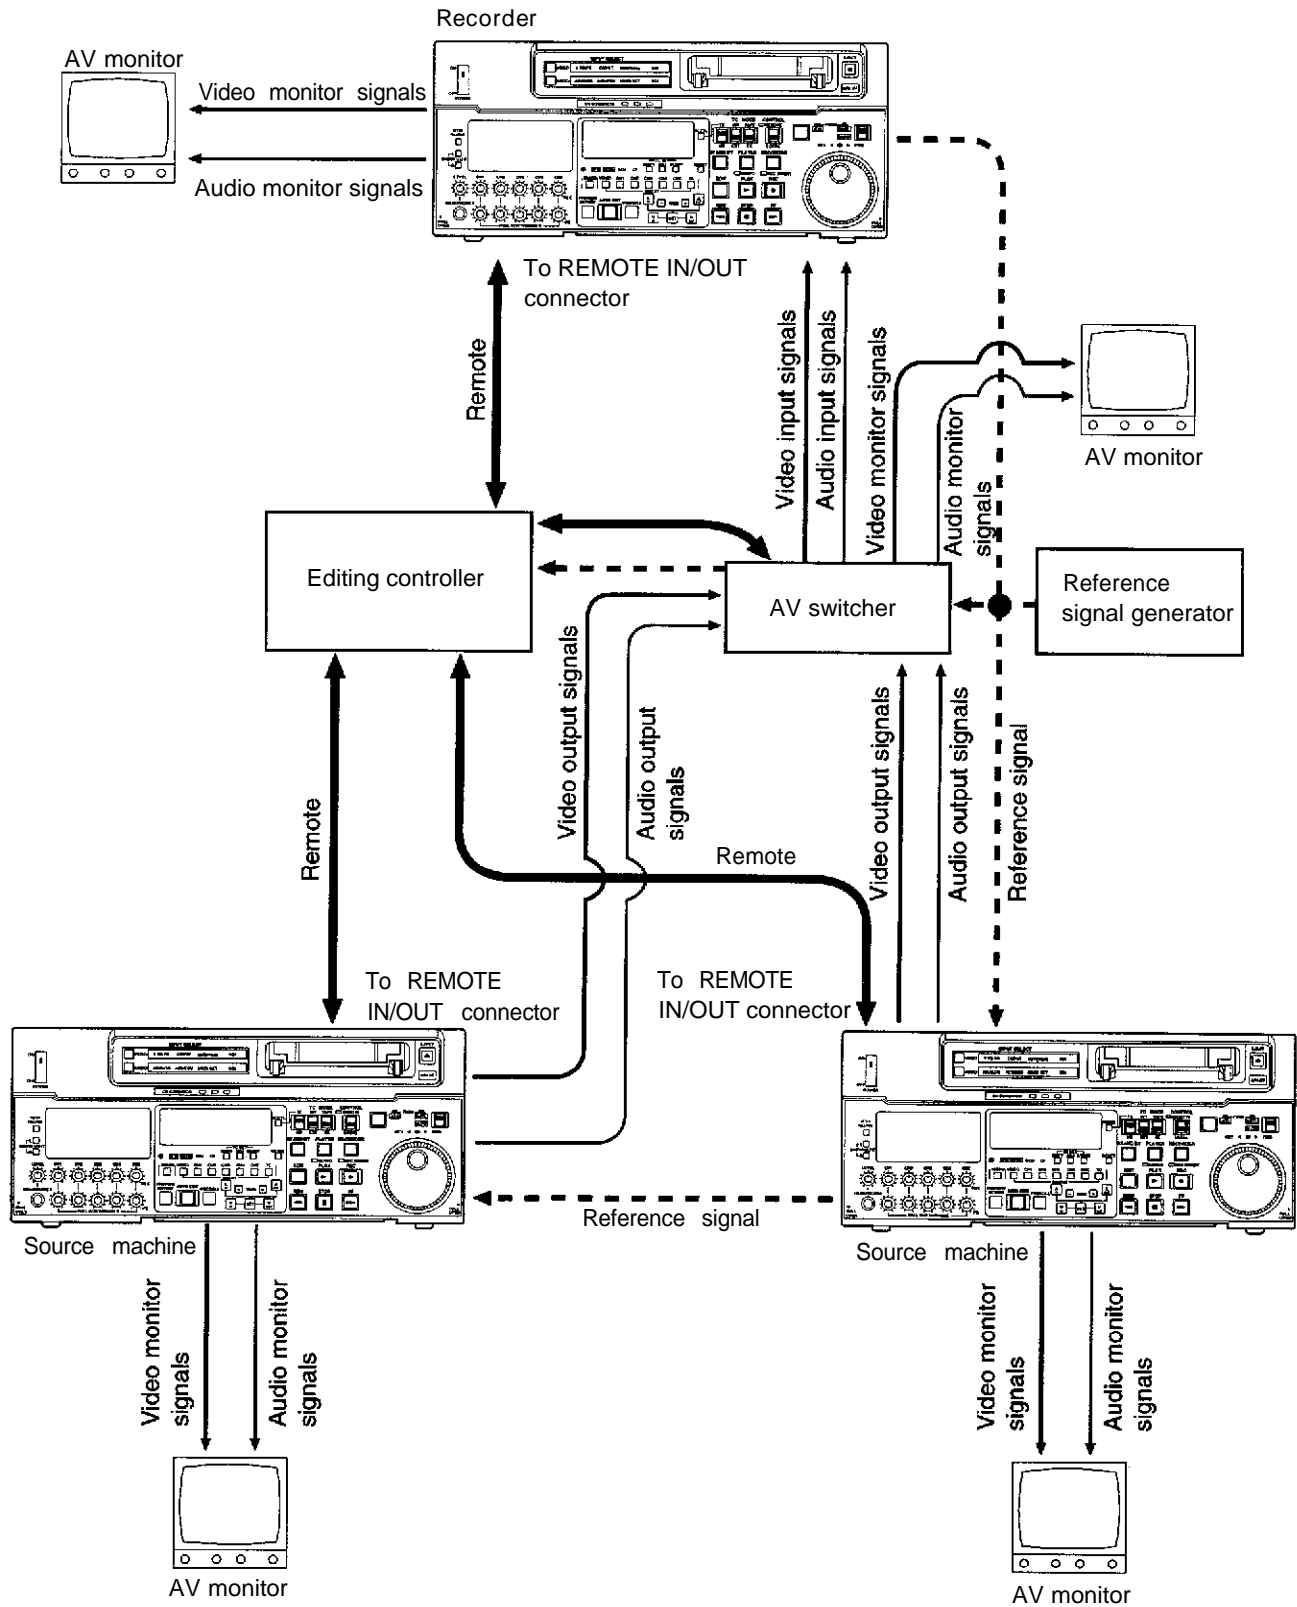 Recorder
AV monitor
Video monitor signals
Audio monitor signals
To REMOTE IN/OUT
connector
Remote
Video input signals
Audio input signals
Video monitor signals
Audio monitor
signals
AV monitor
Editing controller
AV switcher
Reference
signal generator
Remote
Video output signals
Audio output
signals
Remote
Video output signals
Audio output signals
Reference signal
To REMOTE
IN/OUT connector
To REMOTE
IN/OUT connector
Reference signal
Source machine
Source machine
Video monitor
signals
Audio monitor
signals
Video monitor
signals
Audio monitor
signals
AV monitor
AV monitor